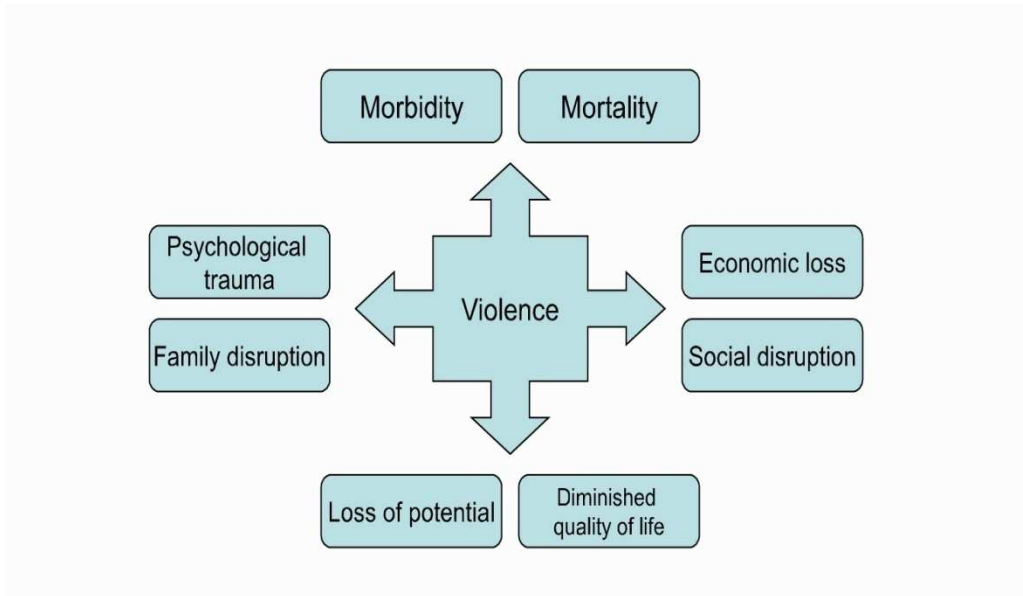 Morbidity
Mortality
Psychological
trauma
Economic loss
Violence
Family disruption
Social disruption
Loss of potential
Diminished
quality of life